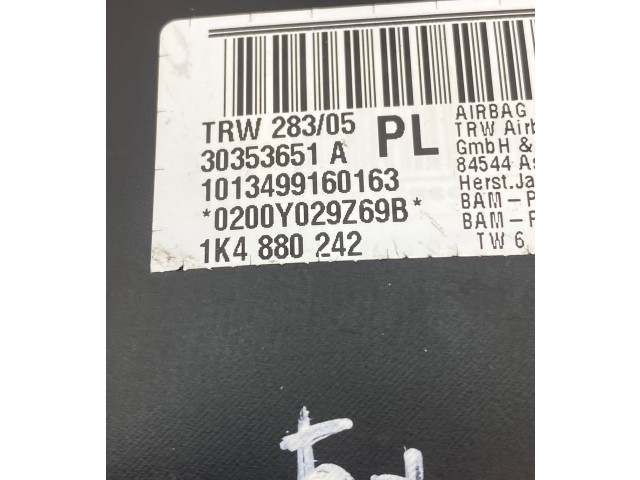 TRW 283/05 PL
30353651 A
1013499160163
*0200Y029Z69B*
1K4 880 242
AIRBAG
TRW Airb
GmbH &
84544 As
Herst.Ja
BAM-P
BAM-
TW 6